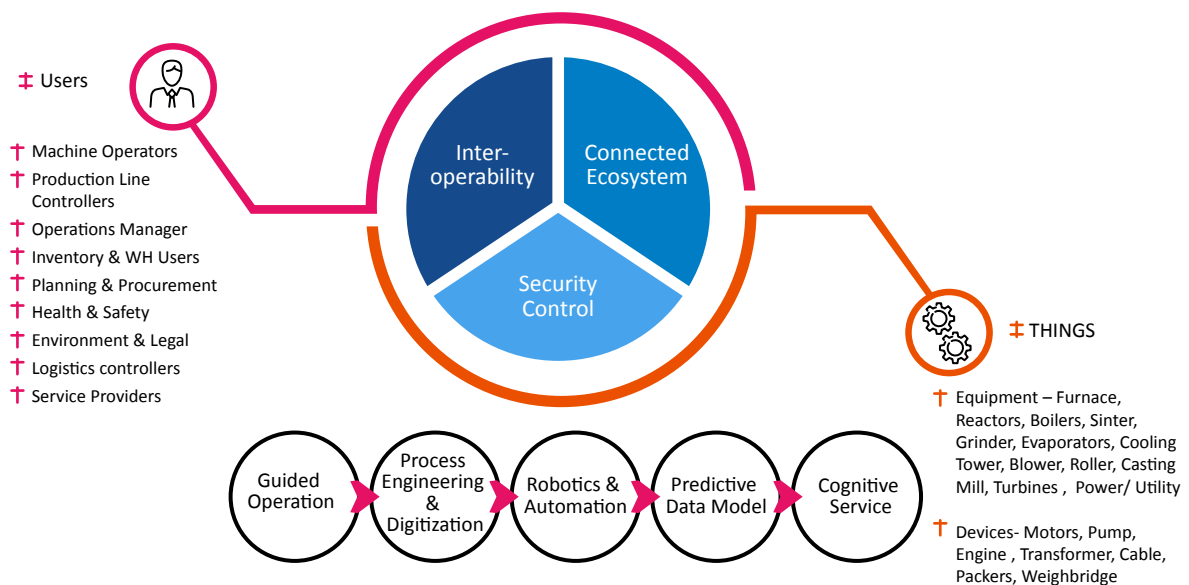 ‡ Users
† Machine Operators
† Production Line
Controllers
† Operations Manager
† Inventory & WH Users
† Planning & Procurement
† Health & Safety
† Environment & Legal
† Logistics controllers
† Service Providers
Inter-
operability
Connected
Ecosystem
Security
Control
‡ THINGS
† Equipment – Furnace,
Reactors, Boilers, Sinter,
Grinder, Evaporators, Cooling
Tower, Blower, Roller, Casting
Mill, Turbines , Power/ Utility
† Devices- Motors, Pump,
Engine , Transformer, Cable,
Packers, Weighbridge
Guided
Operation
Process
Engineering
&
Digitization
Robotics &
Automation
Predictive
Data Model
Cognitive
Service